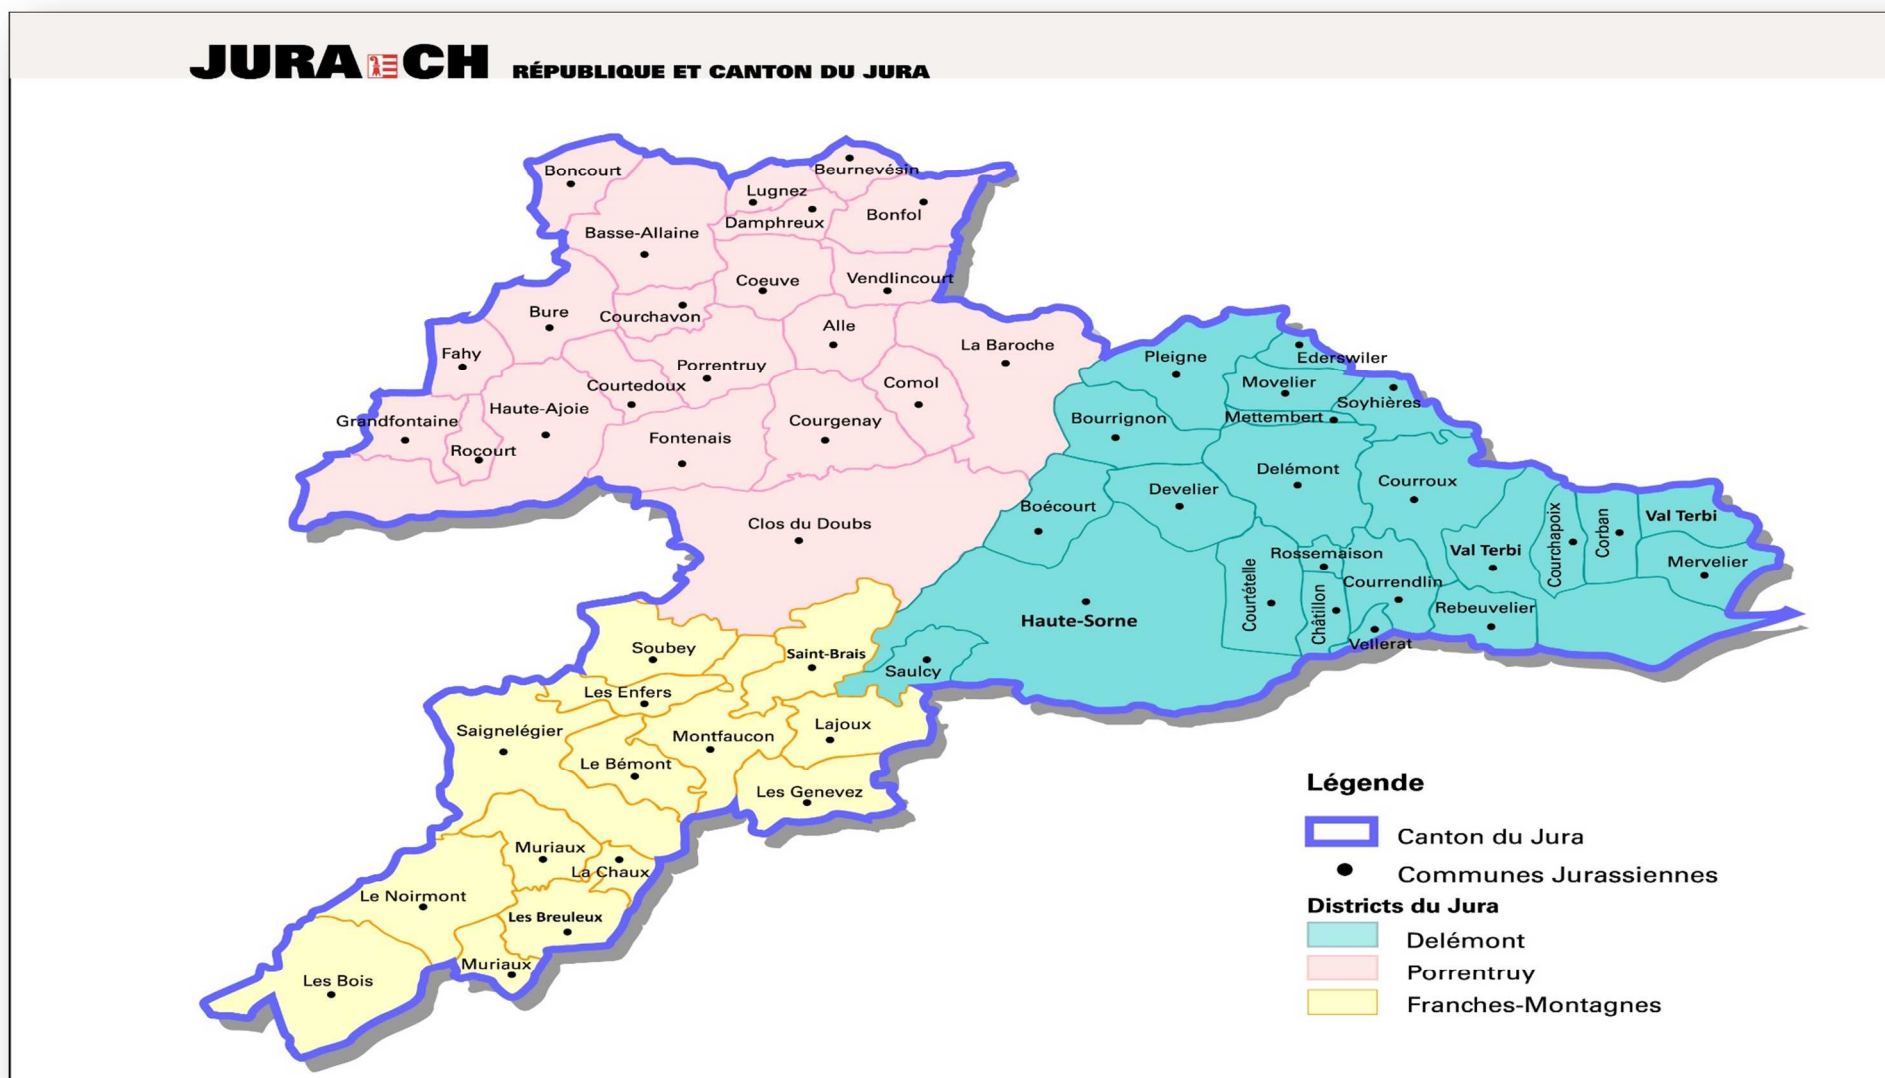 JURA CH RÉPUBLIQUE ET CANTON DU JURA
Boncourt
Beurnevésin
Lugnez
Damphreux
Bonfol
Basse-Allaine
Coeuve
Vendlincourt
Bure
Courchavon
Alle
La Baroche
Fahy
Porrentruy
Courtedoux
Comol
Grandfontaine
Haute-Ajoie
Rocourt
Fontenais
Courgenay
Clos du Doubs
Pleigne
Ederswiler
Movelier
Soyhières
Bourrignon
Mettembert
Delémont
Courroux
Develier
Boécourt
Val Terbi
Courchapoix
Corban
Val Terbi
Mervelier
Rossemaison
Courtételle
Châtillon
Courrendlin
Rebeuvelier
Vellerat
Haute-Sorne
Saulcy
Soubey
Saint-Brais
Les Enfers
Saignelégier
Montfaucon
Lajoux
Le Bémont
Les Genevez
Muriaux
La Chaux
Le Noirmont
Les Breuleux
Muriaux
Les Bois
Légende
Canton du Jura
Communes Jurassiennes
Districts du Jura
Delémont
Porrentruy
Franches-Montagnes